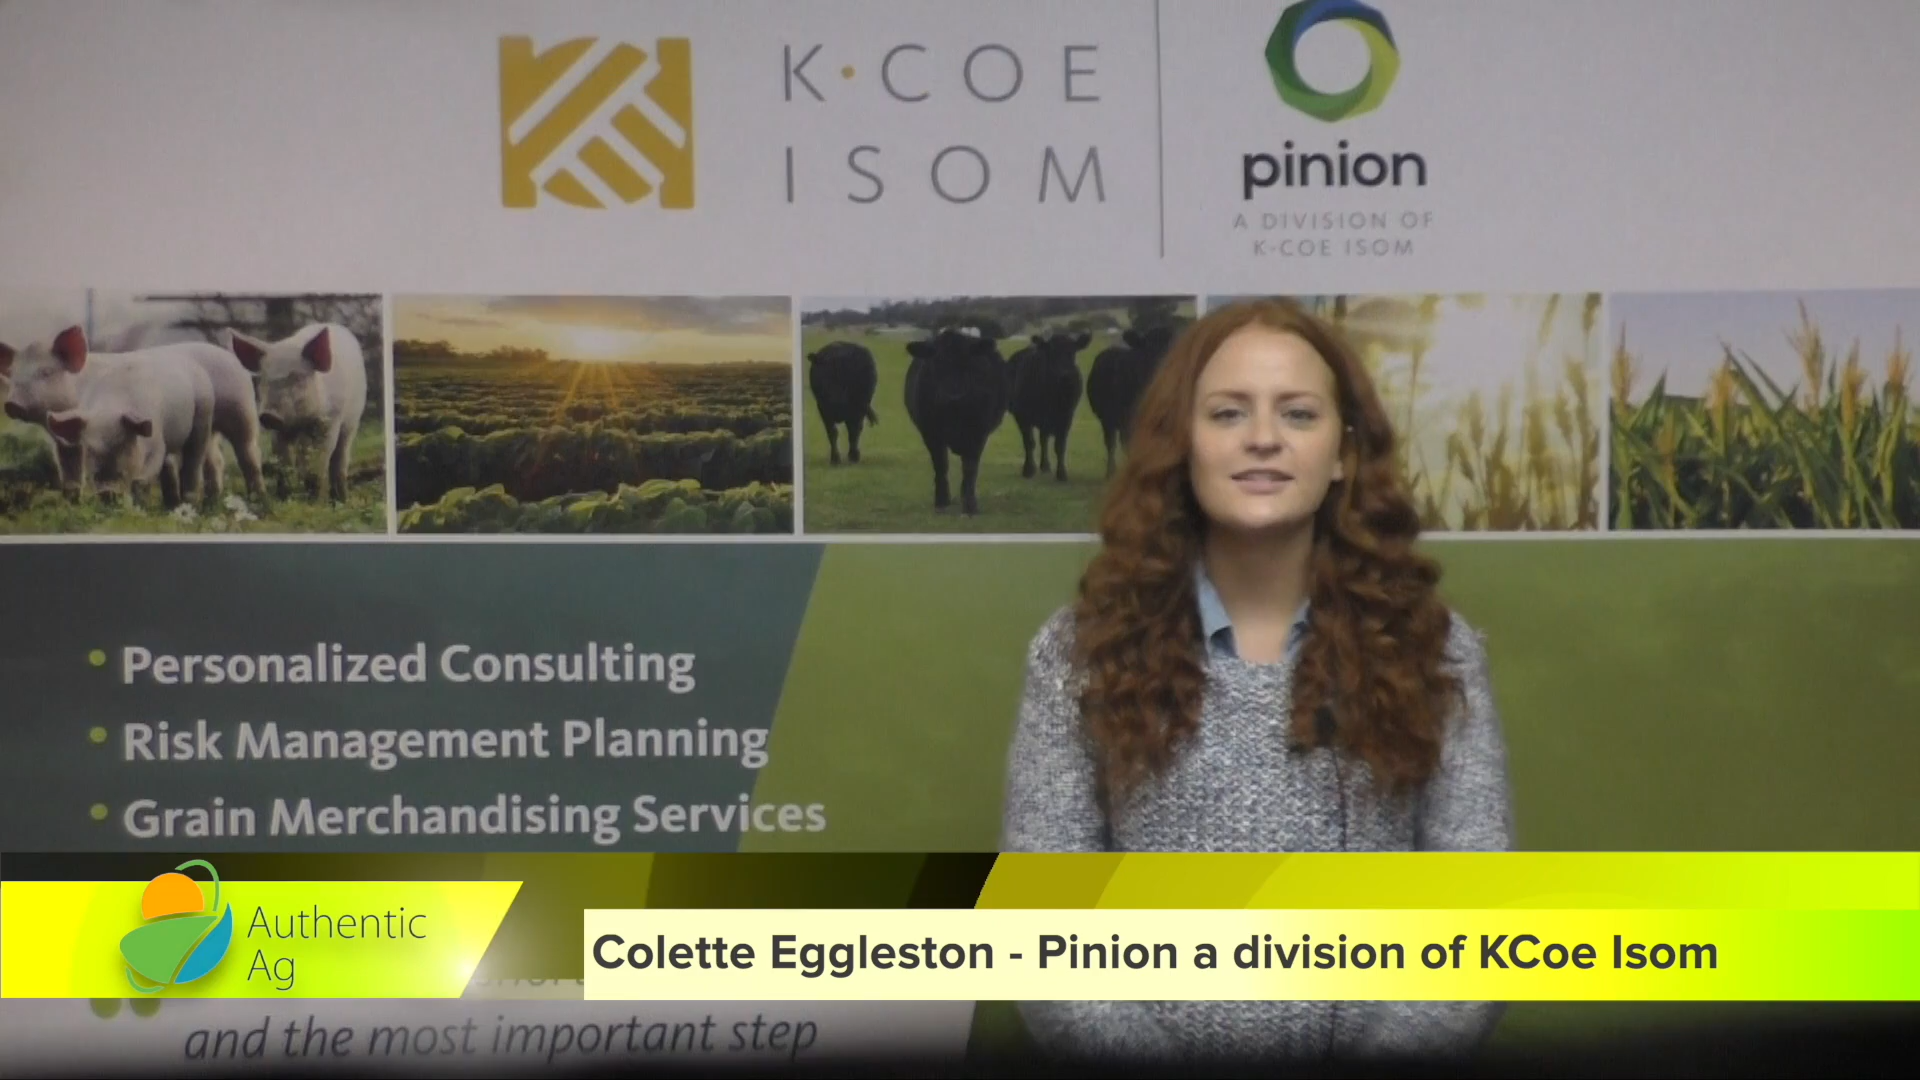 K·COE
ISOM
pinion
A DIVISION OF
K·COE ISOM
• Personalized Consulting
• Risk Management Planning
• Grain Merchandising Services
Authentic
Ag
Colette Eggleston - Pinion a division of KCoe Isom
and the most important step